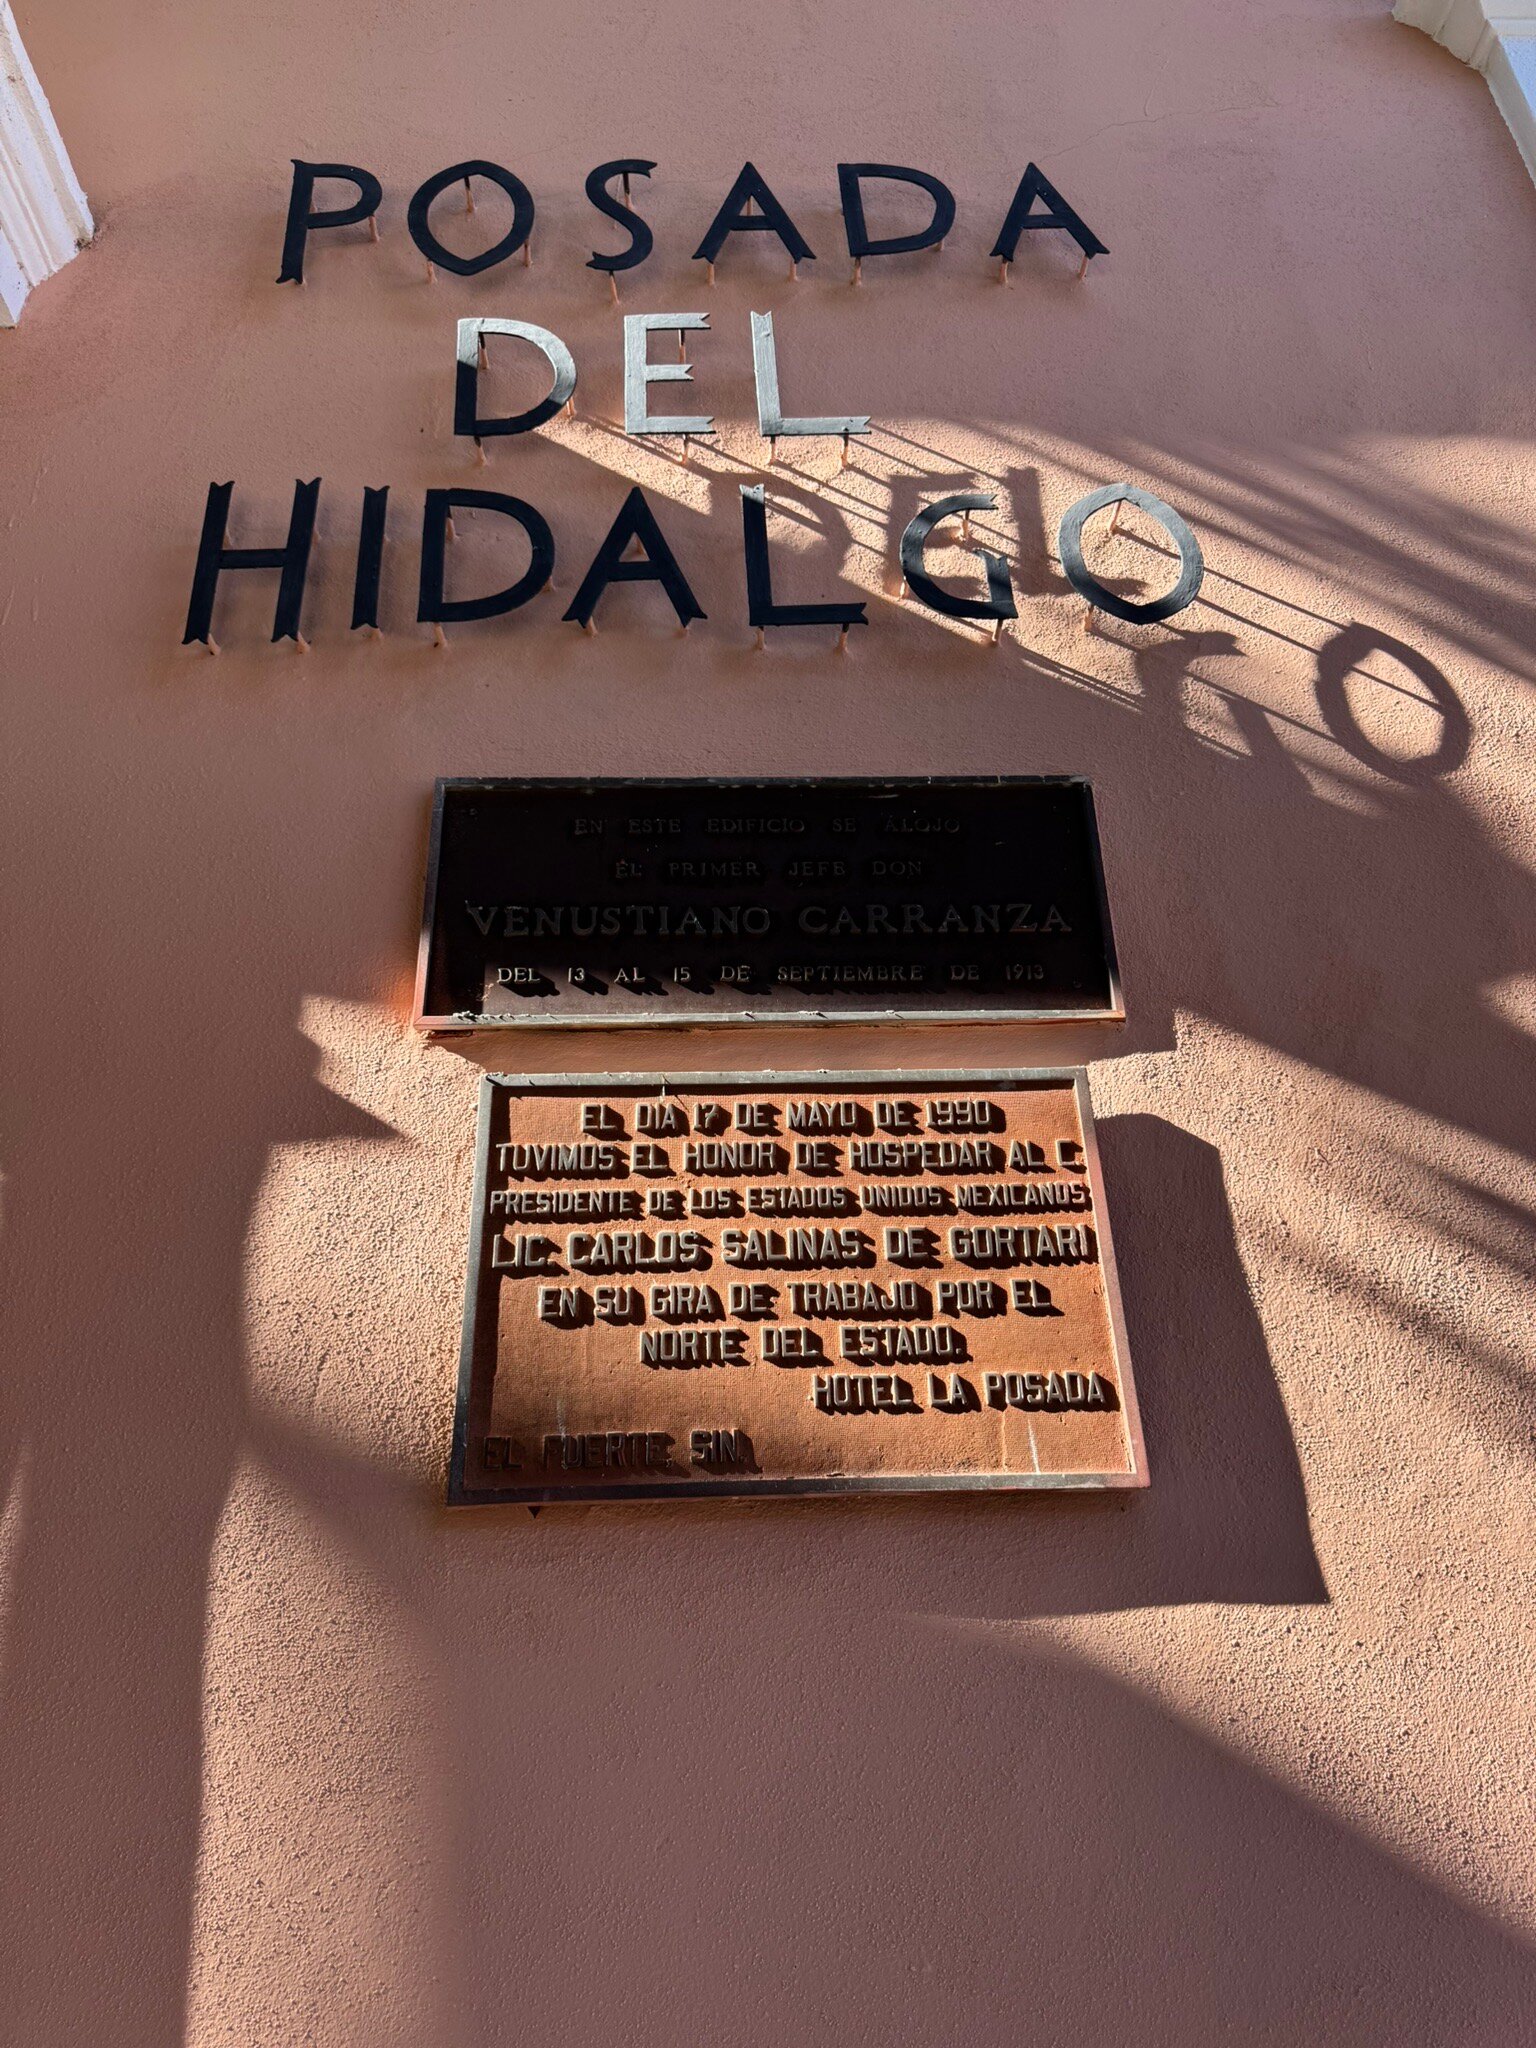 POSADA
DEL
HIDALGO
EN ESTE EDIFICIO SE ALOJO
EL PRIMER JEFE DON
VENUSTIANO CARRANZA
DEL 13 AL 15 DE SEPTIEMBRE DE 1913
EL DIA 17 DE MAYO DE 1990
TUVIMOS EL HONOR DE HOSPEDAR AL C.
PRESIDENTE DE LOS ESTADOS UNIDOS MEXICANOS
LIC. CARLOS SALINAS DE GORTARI
EN SU GIRA DE TRABAJO POR EL
NORTE DEL ESTADO.
HOTEL LA POSADA
EL FUERTE, SIN.